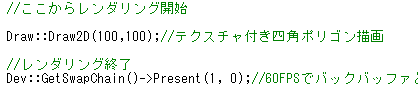 //ここからレンダリング開始
Draw::Draw2D(100,100);//テクスチャ付き四角ポリゴン描画
//レンダリング終了
Dev::GetSwapChain()->Present(1, 0);//60FPSでバックバッファと